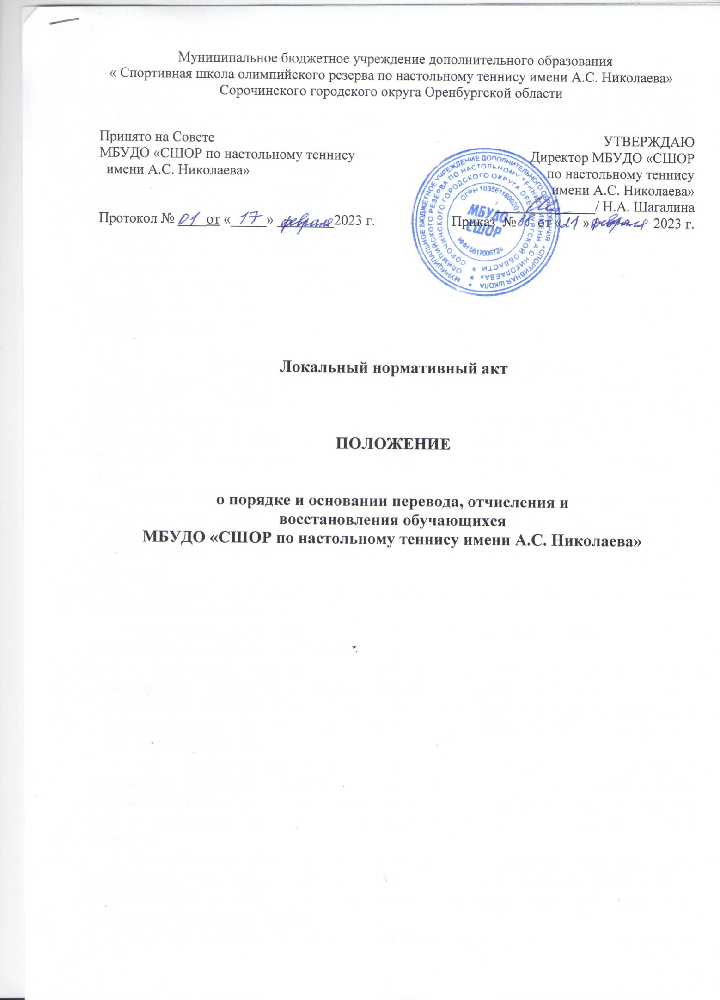 Муниципальное бюджетное учреждение дополнительного образования
« Спортивная школа олимпийского резерва по настольному теннису имени А.С. Николаева»
Сорочинского городского округа Оренбургской области
Принято на Совете
МБУДО «СШОР по настольному теннису
имени А.С. Николаева»
Протокол № 01 от « 17 » февраля 2023 г.
УТВЕРЖДАЮ
Директор МБУДО «СШОР
по настольному теннису
имени А.С. Николаева»
/ Н.А. Шагалина
Приказ № 88 от « 21 » февраля 2023 г.
МУНИЦИПАЛЬНОЕ БЮДЖЕТНОЕ УЧРЕЖДЕНИЕ ДОПОЛНИТЕЛЬНОГО ОБРАЗОВАНИЯ «СПОРТИВНАЯ ШКОЛА
ОЛИМПИЙСКОГО РЕЗЕРВА ПО НАСТОЛЬНОМУ ТЕННИСУ ИМЕНИ А С НИКОЛАЕВА»
СОРОЧИНСКОГО ГОРОДСКОГО ОКРУГА ОРЕНБУРГСКОЙ ОБЛАСТИ
ОГРН 1035611800201
МБУДО
СШОР
ИНН 5617006724
Локальный нормативный акт
ПОЛОЖЕНИЕ
о порядке и основании перевода, отчисления и
восстановления обучающихся
МБУДО «СШОР по настольному теннису имени А.С. Николаева»